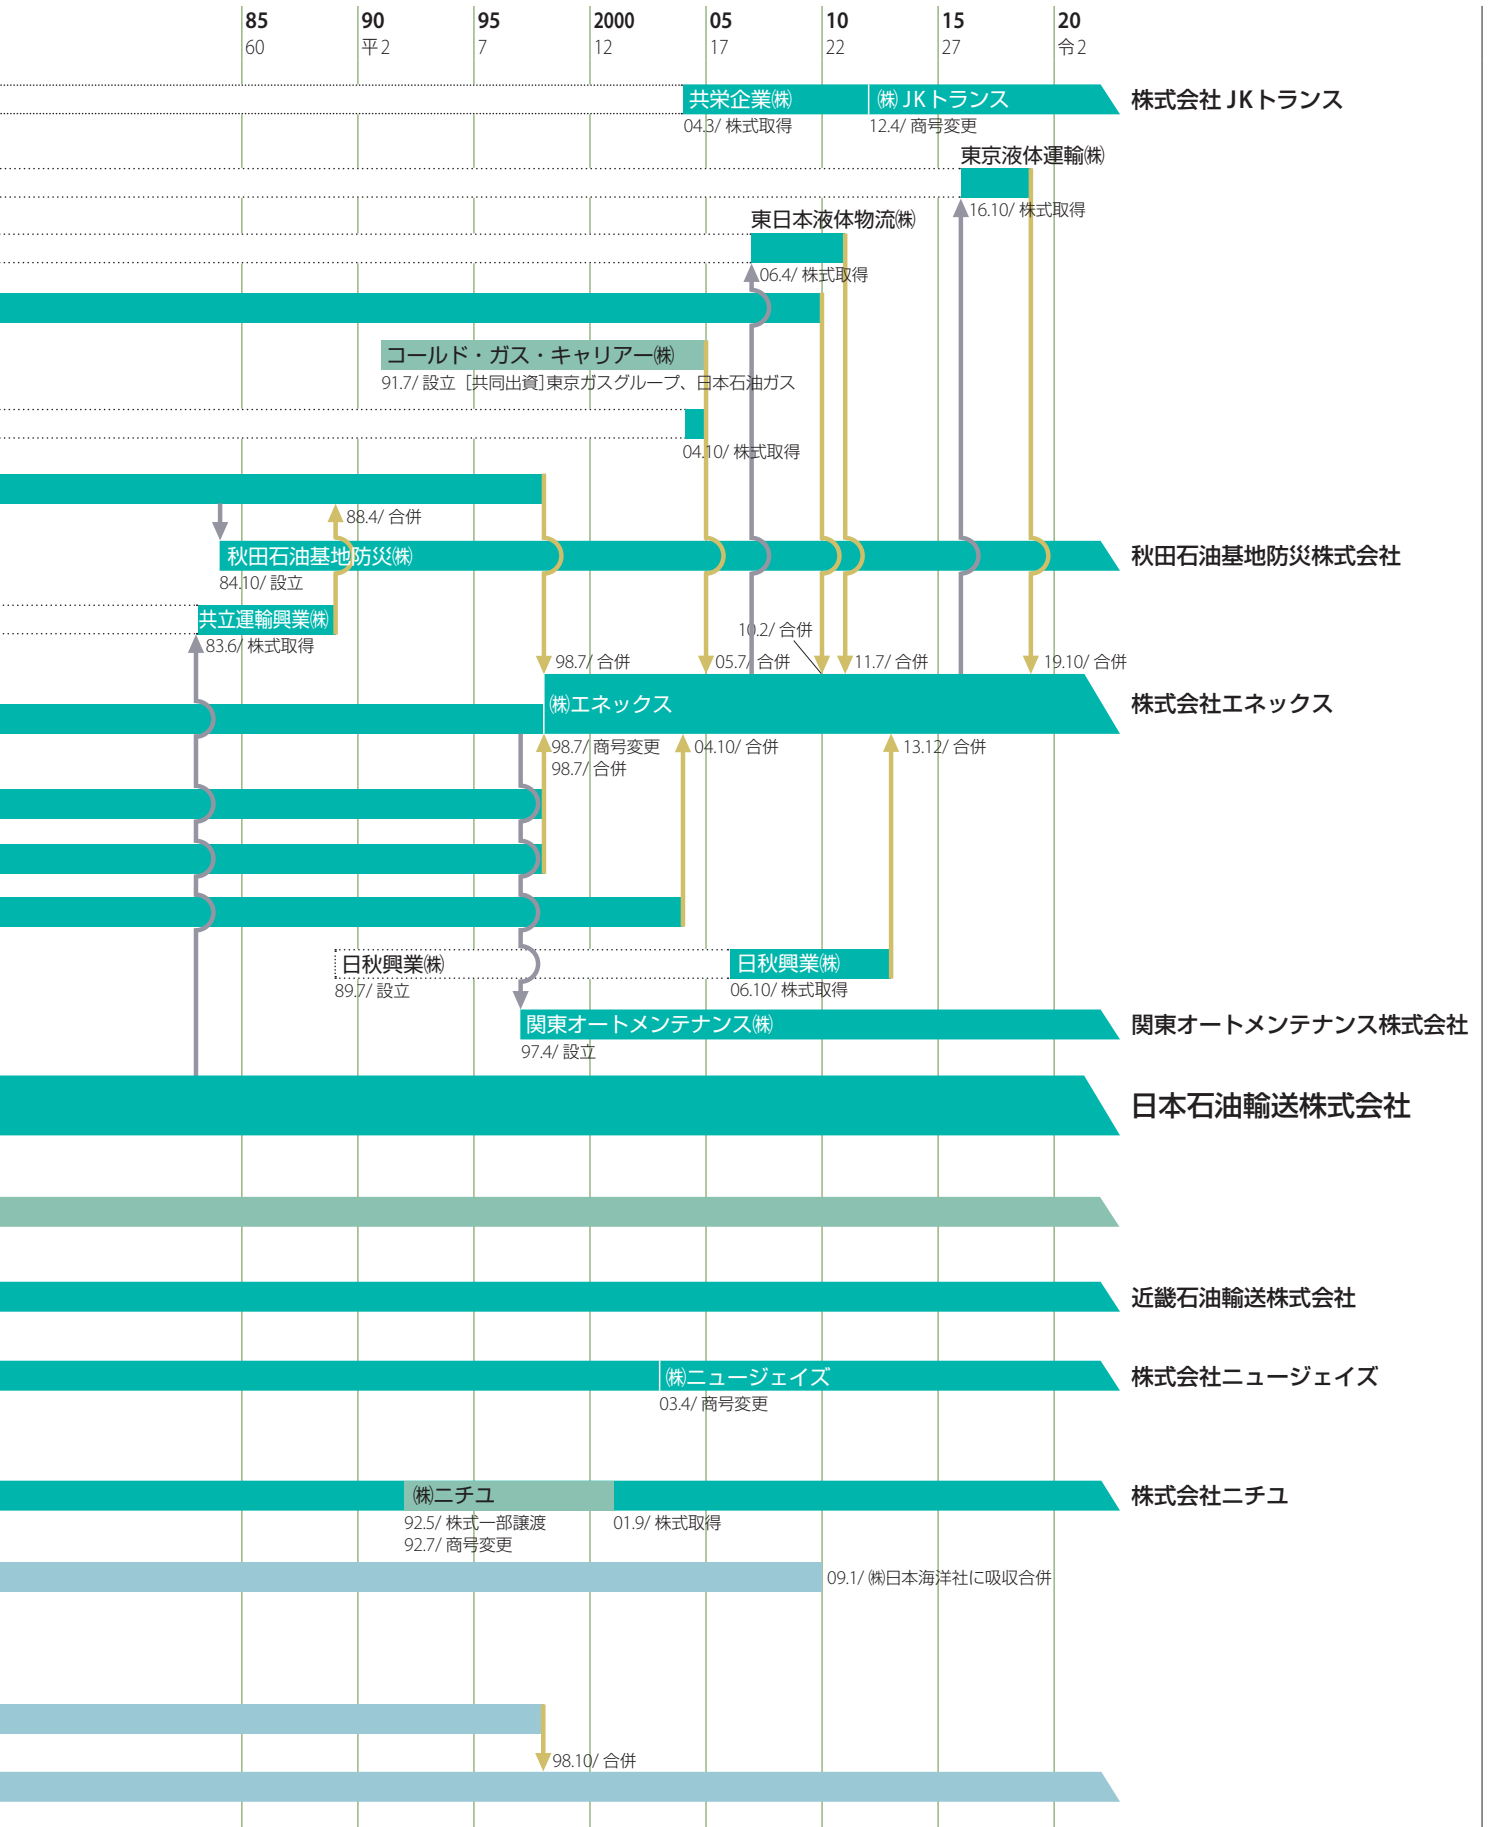 85 90 95 2000 05 10 15 20
60 平2 7 12 17 22 27 令2
共栄企業㈱ ㈱JKトランス 株式会社JKトランス
04.3/ 株式取得 12.4/ 商号変更
東京液体運輸㈱
16.10/ 株式取得
東日本液体物流㈱
06.4/ 株式取得
コールド・ガス・キャリアー㈱
91.7/ 設立［共同出資］東京ガスグループ、日本石油ガス
04.10/ 株式取得
88.4/ 合併
秋田石油基地防災㈱ 秋田石油基地防災株式会社
84.10/ 設立
共立運輸興業㈱
83.6/ 株式取得
10.2/ 合併
98.7/ 合併 05.7/ 合併 11.7/ 合併 19.10/ 合併
㈱エネックス 株式会社エネックス
98.7/ 商号変更 04.10/ 合併 13.12/ 合併
98.7/ 合併
日秋興業㈱ 日秋興業㈱
89.7/ 設立 06.10/ 株式取得
関東オートメンテナンス㈱ 関東オートメンテナンス株式会社
97.4/ 設立
日本石油輸送株式会社
近畿石油輸送株式会社
㈱ニュージェイズ 株式会社ニュージェイズ
03.4/ 商号変更
㈱ニチユ 株式会社ニチユ
92.5/ 株式一部譲渡 01.9/ 株式取得
92.7/ 商号変更
09.1/ ㈱日本海洋社に吸収合併
98.10/ 合併